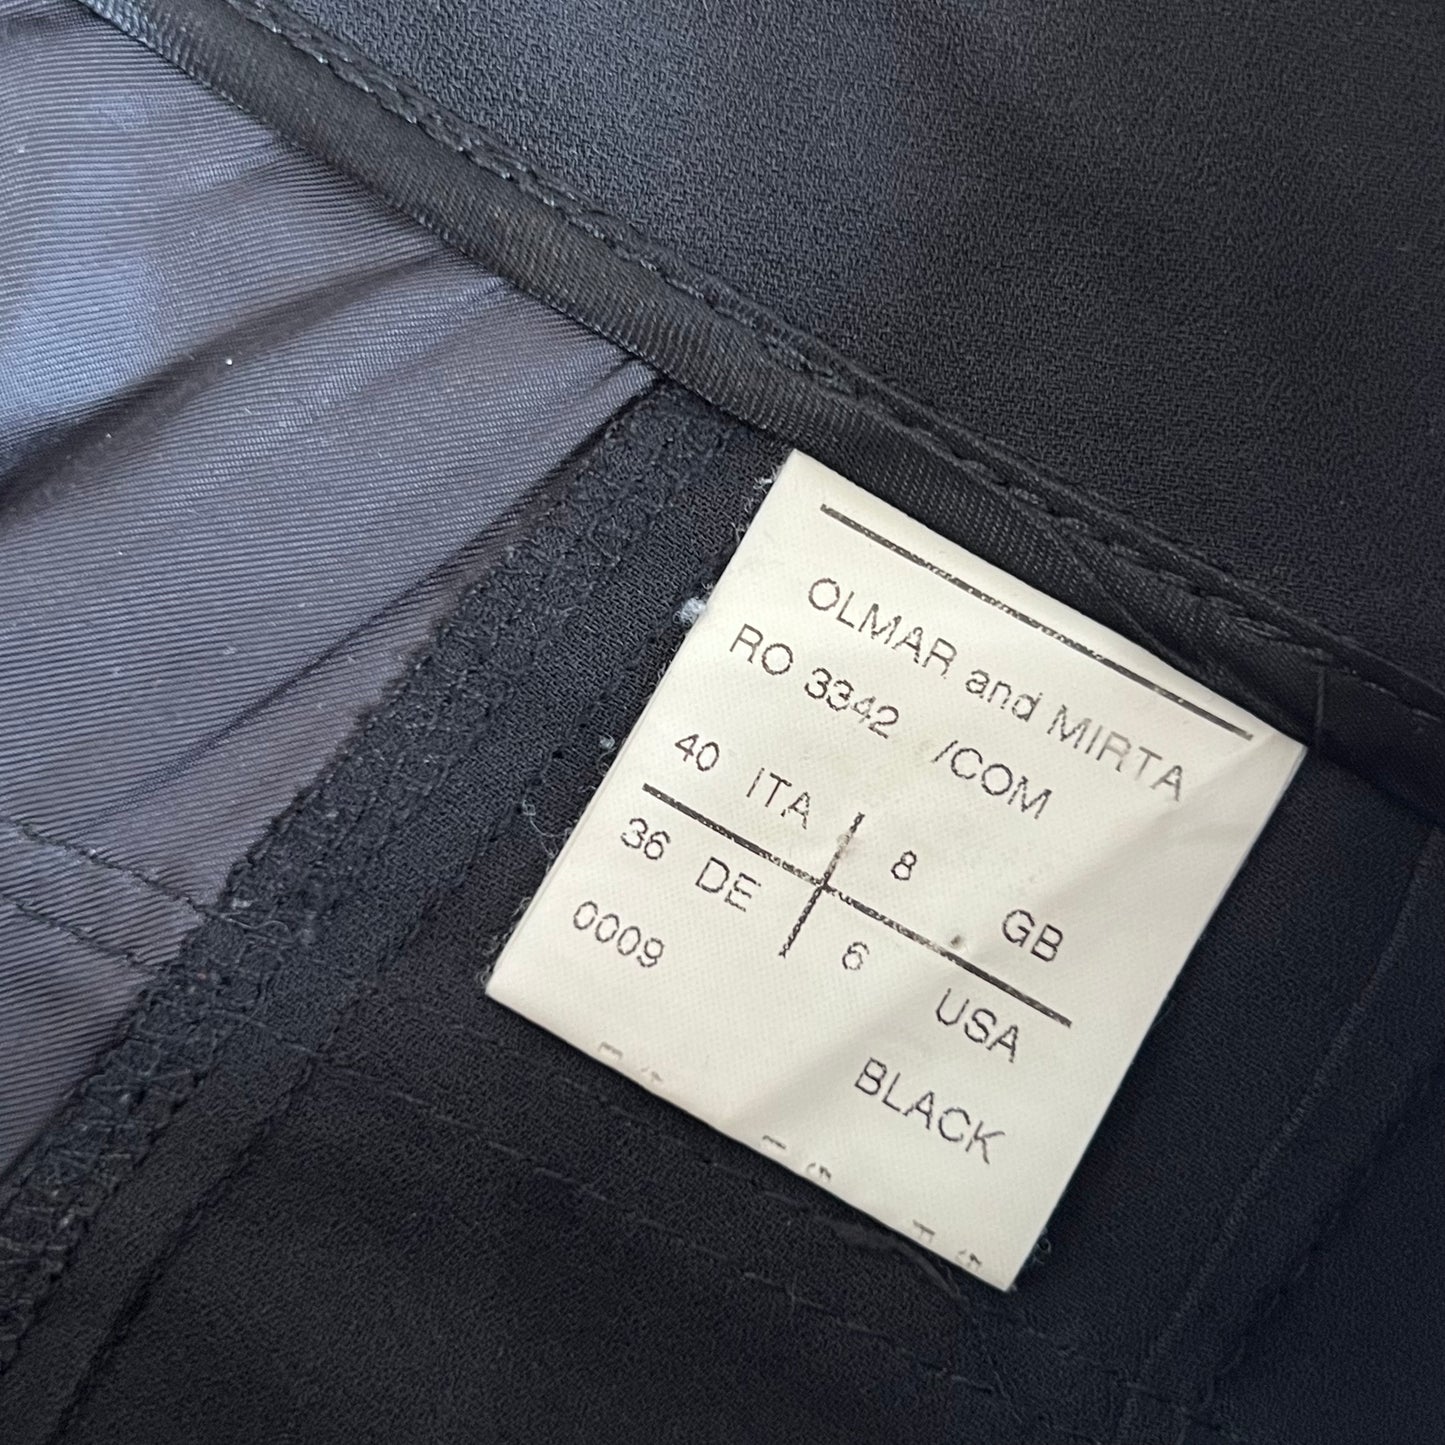 OLMAR and MIRTA
RO 3342 /COM
40 ITA 8 GB
36 DE 6 USA
0009 BLACK